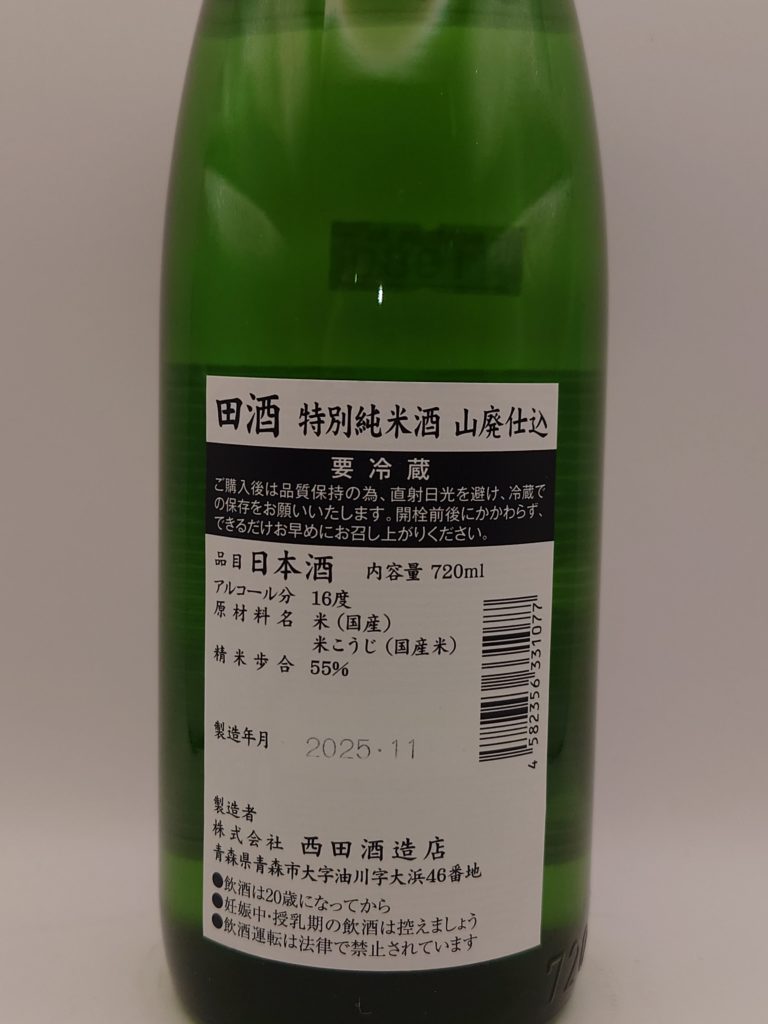 田酒 特別純米酒 山廃仕込
要冷蔵
ご購入後は品質保持の為、直射日光を避け、冷蔵で
の保存をお願いいたします。開栓前後にかかわらず、
できるだけお早めにお召し上がりください。
品目 日本酒 内容量 720ml
アルコール分 16度
原材料名 米(国産)
米こうじ(国産米)
精米歩合 55%
4 582356 331077
製造年月 2025・11
製造者
株式会社 西田酒造店
青森県青森市大字油川字大浜46番地
●飲酒は20歳になってから
●妊娠中・授乳期の飲酒は控えましょう
●飲酒運転は法律で禁止されています